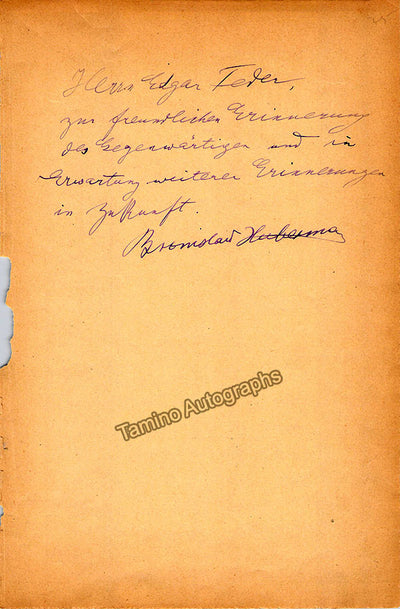 Herrn Edgar Feder,
zur freundlichen Erinnerung
des Gegenwärtigen und in
Erwartung weiterer Erinnerungen
in Zukunft.
Bronislaw Huberman
Tamino Autographs